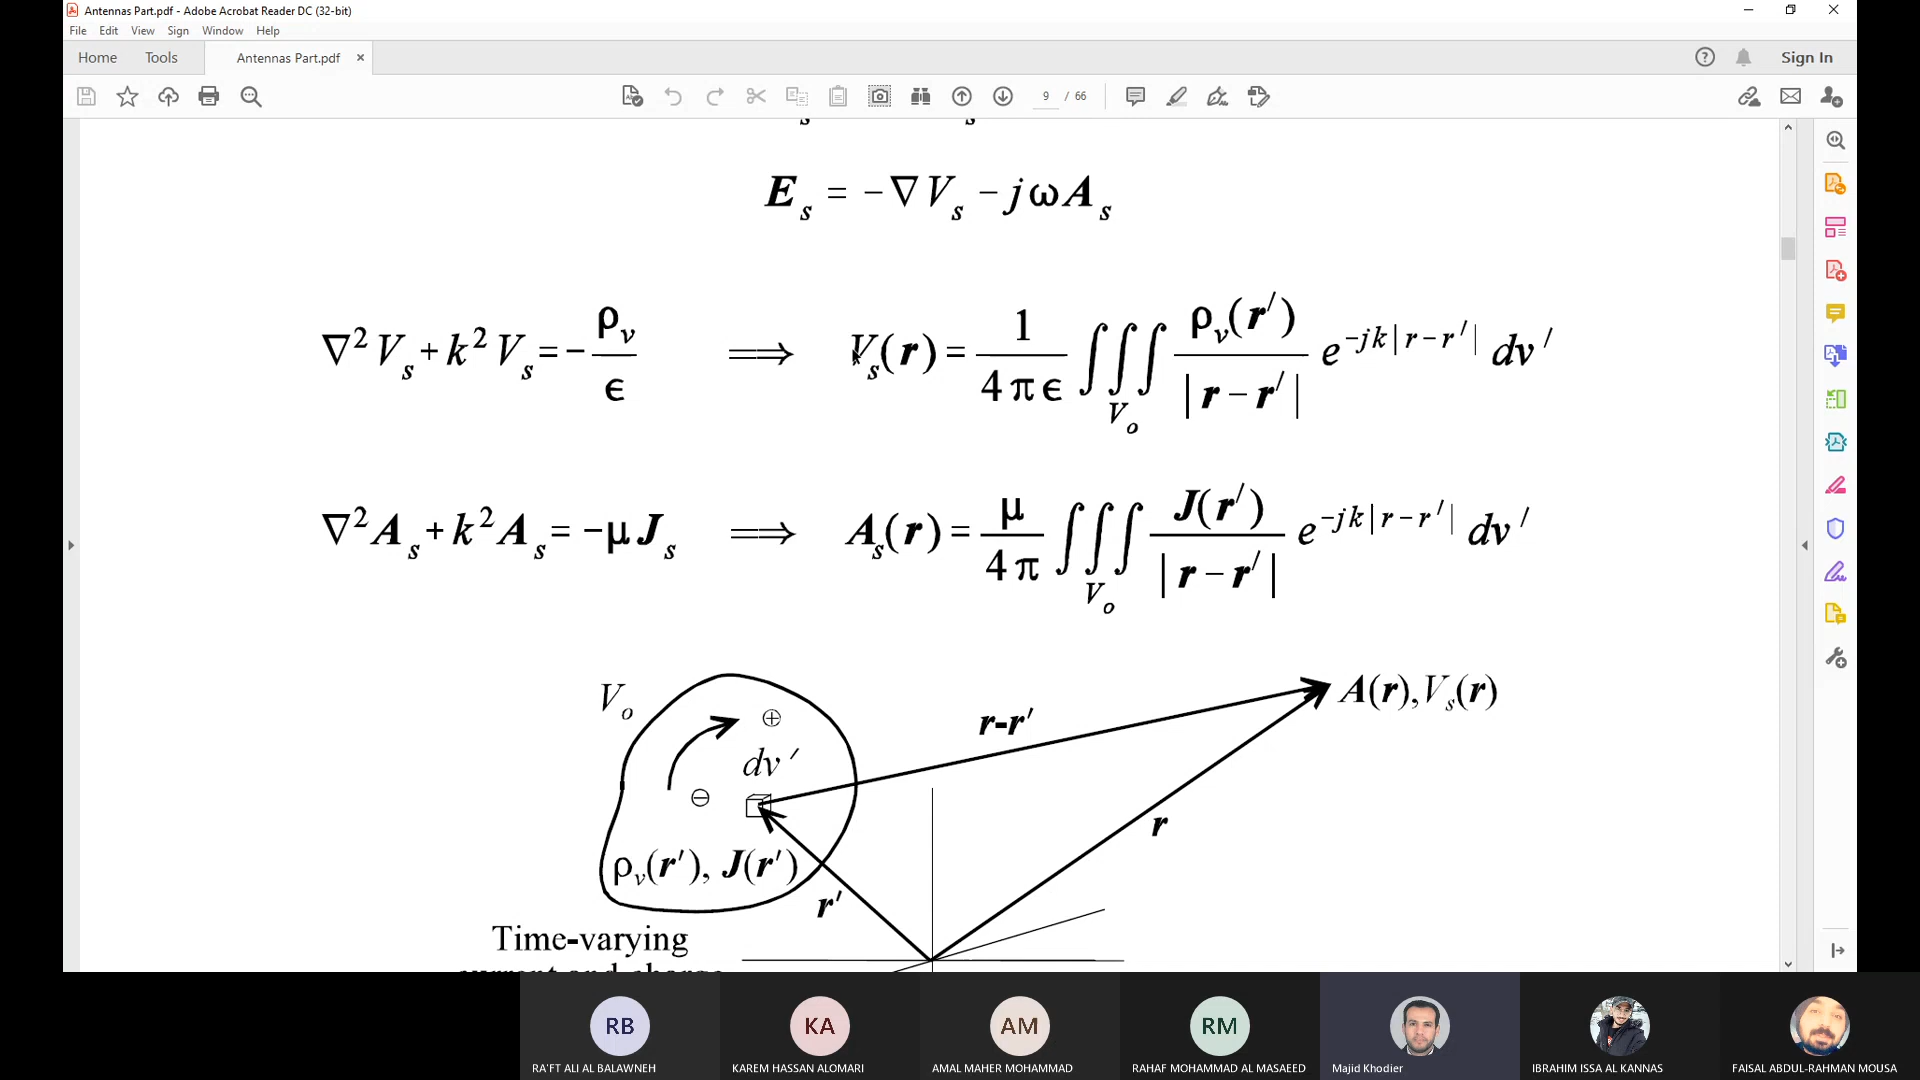 Antennas Part.pdf - Adobe Acrobat Reader DC (32-bit)
File Edit View Sign Window Help
Home Tools Antennas Part.pdf × Sign In
9 / 66
s s
E_s = −∇V_s − jωA_s
∇²V_s + k²V_s = −ρ_v/ϵ ⟹ V_s(r) = 1/(4πϵ) ∫∫∫_{V_o} ρ_v(r′)/|r − r′| e^{−jk|r−r′|} dv′
∇²A_s + k²A_s = −μJ_s ⟹ A_s(r) = μ/(4π) ∫∫∫_{V_o} J(r′)/|r − r′| e^{−jk|r−r′|} dv′
V_o
⊕
r-r′
A(r), V_s(r)
dv′
⊖
r
ρ_v(r′), J(r′)
r′
Time-varying
current and charge
RB KA AM RM
RA'FT ALI AL BALAWNEH KAREM HASSAN ALOMARI AMAL MAHER MOHAMMAD RAHAF MOHAMMAD AL MASAEED Majid Khodier IBRAHIM ISSA AL KANNAS FAISAL ABDUL-RAHMAN MOUSA